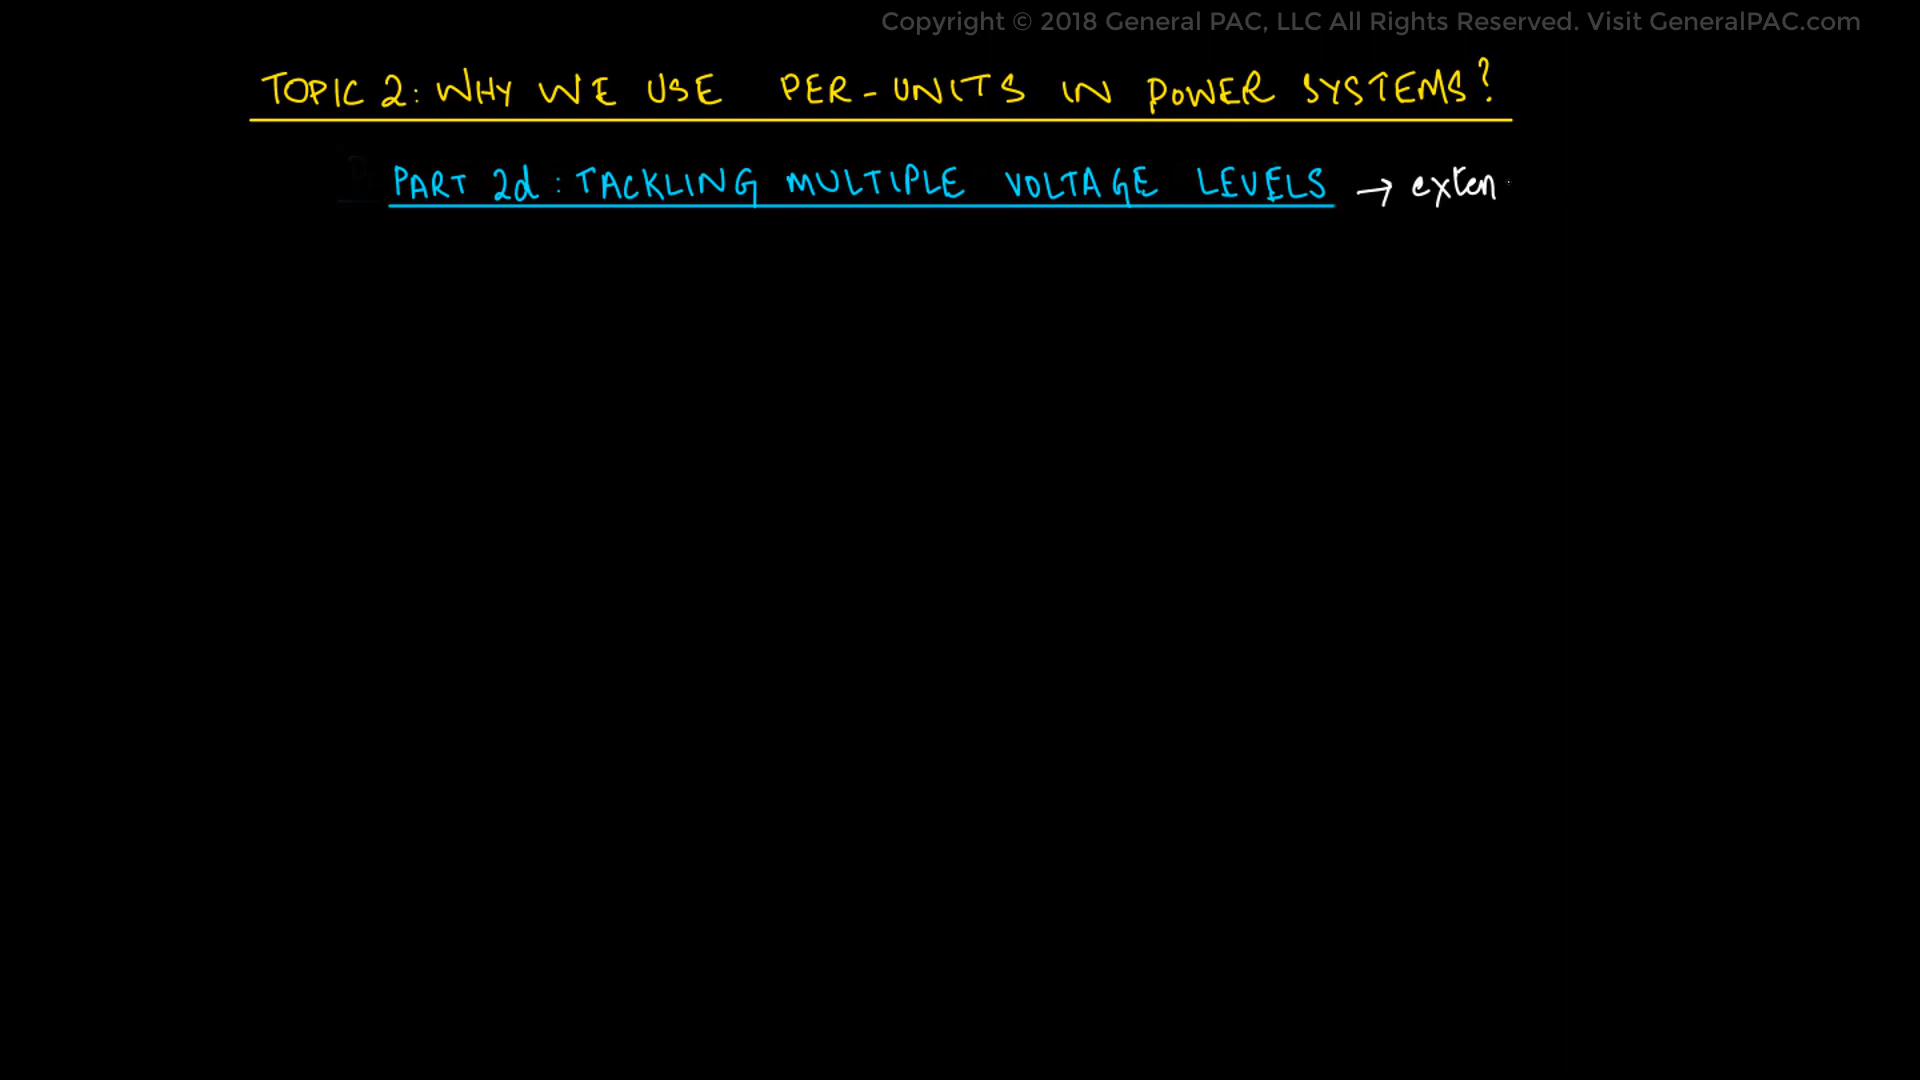 Copyright © 2018 General PAC, LLC All Rights Reserved. Visit GeneralPAC.com
TOPIC 2: WHY WE USE PER-UNITS IN POWER SYSTEMS?
PART 2d: TACKLING MULTIPLE VOLTAGE LEVELS → exten